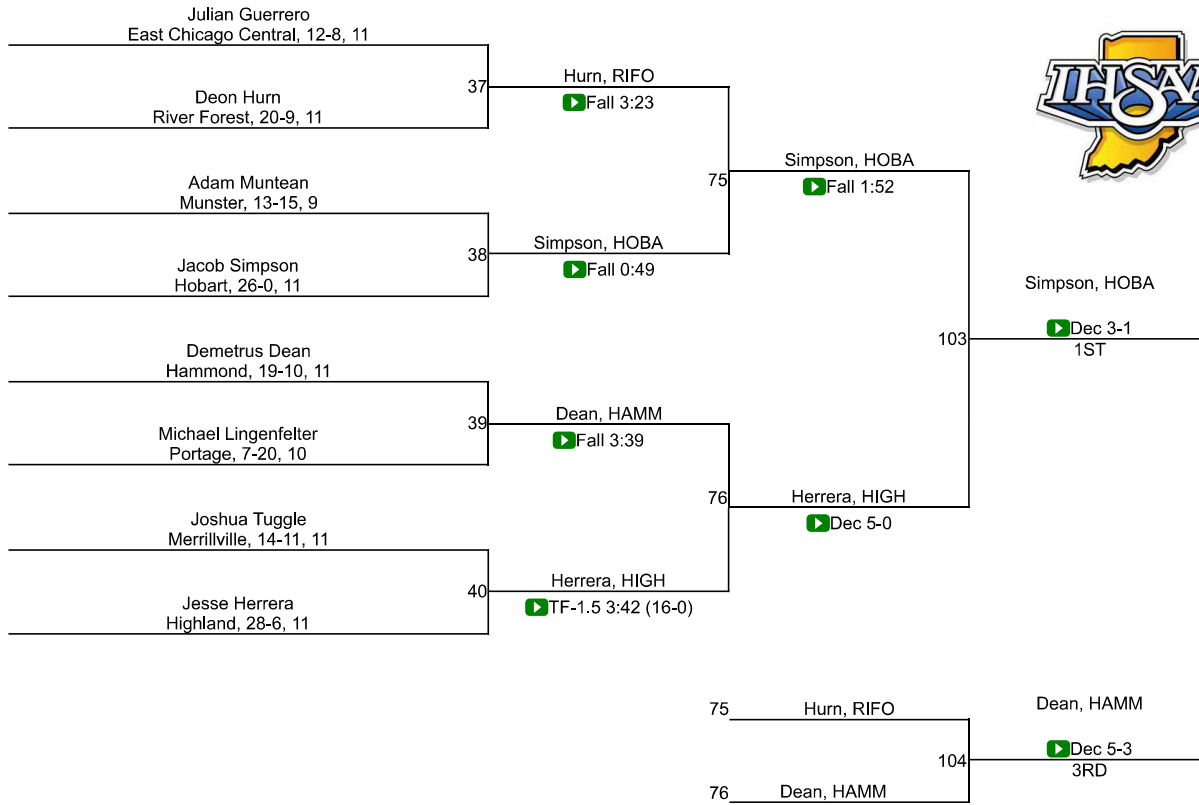 Julian Guerrero
East Chicago Central, 12-8, 11
37
Hurn, RIFO
Fall 3:23
Deon Hurn
River Forest, 20-9, 11
IHSAA
75
Simpson, HOBA
Fall 1:52
Adam Muntean
Munster, 13-15, 9
38
Simpson, HOBA
Fall 0:49
Jacob Simpson
Hobart, 26-0, 11
103
Simpson, HOBA
Dec 3-1
1ST
Demetrus Dean
Hammond, 19-10, 11
39
Dean, HAMM
Fall 3:39
Michael Lingenfelter
Portage, 7-20, 10
76
Herrera, HIGH
Dec 5-0
Joshua Tuggle
Merrillville, 14-11, 11
40
Herrera, HIGH
TF-1.5 3:42 (16-0)
Jesse Herrera
Highland, 28-6, 11
75
Hurn, RIFO
104
Dean, HAMM
Dec 5-3
3RD
76
Dean, HAMM